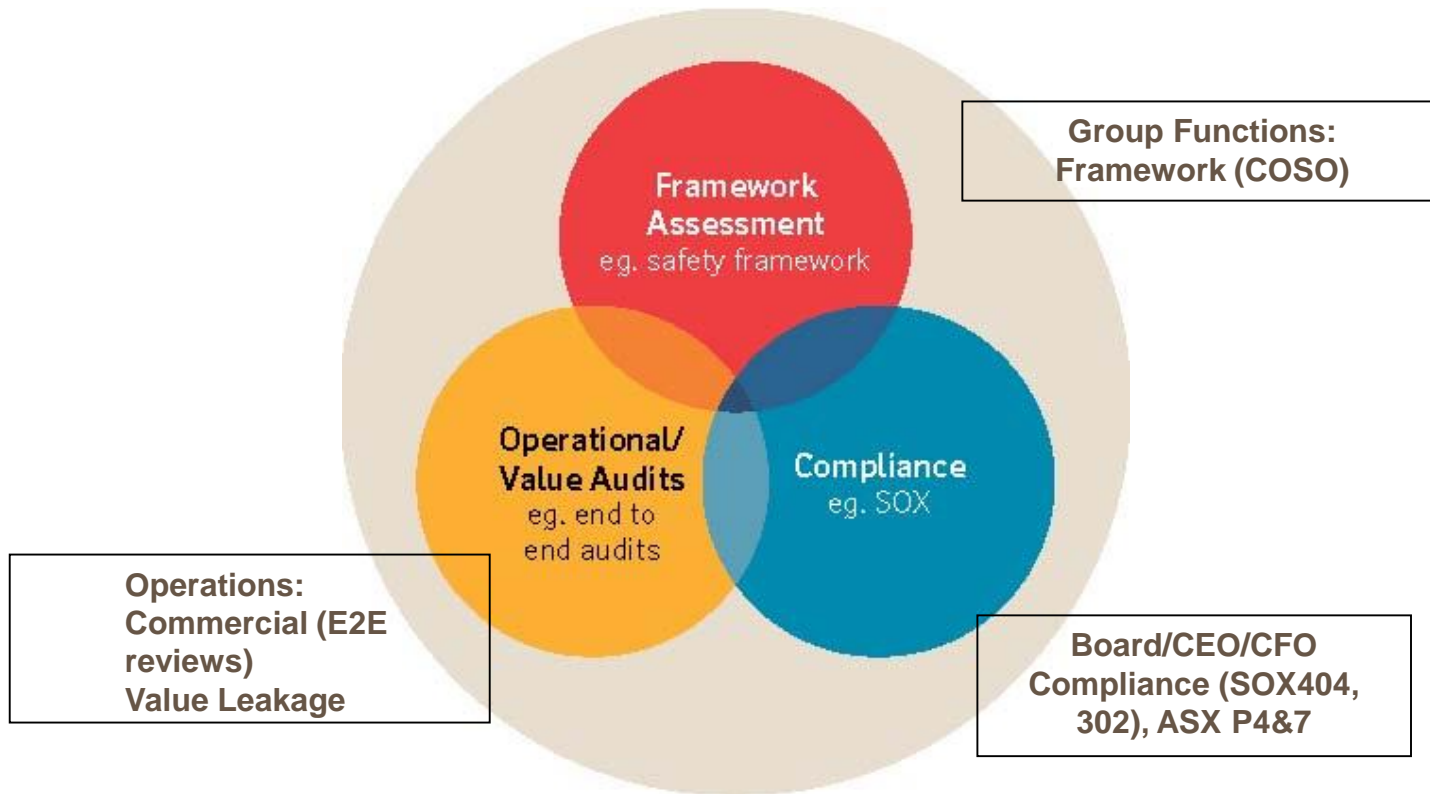 Group Functions:
Framework (COSO)
Framework
Assessment
eg. safety framework
Operational/
Value Audits
eg. end to
end audits
Compliance
eg. SOX
Operations:
Commercial (E2E
reviews)
Value Leakage
Board/CEO/CFO
Compliance (SOX404,
302), ASX P4&7